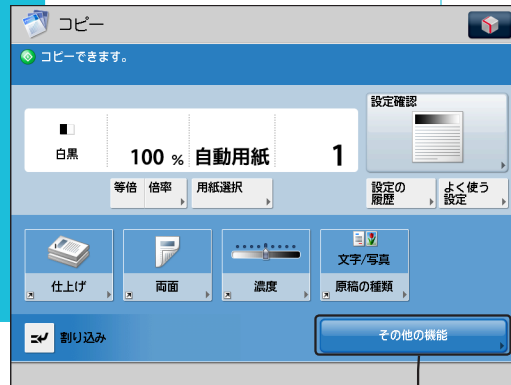 コピー
コピーできます。
設定確認
白黒
100 % 自動用紙 1
等倍 倍率 用紙選択
設定の履歴 よく使う設定
文字/写真
仕上げ 両面 濃度 原稿の種類
割り込み
その他の機能